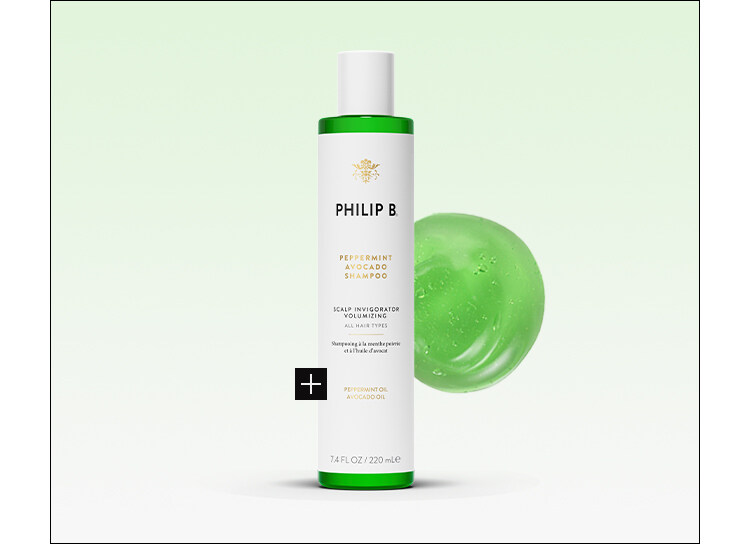 PHILIP B.
PEPPERMINT
AVOCADO
SHAMPOO
SCALP INVIGORATOR
VOLUMIZING
ALL HAIR TYPES
Shampooing à la menthe poivrée
et à l'huile d'avocat
PEPPERMINT OIL
AVOCADO OIL
7.4 FL OZ / 220 mL℮